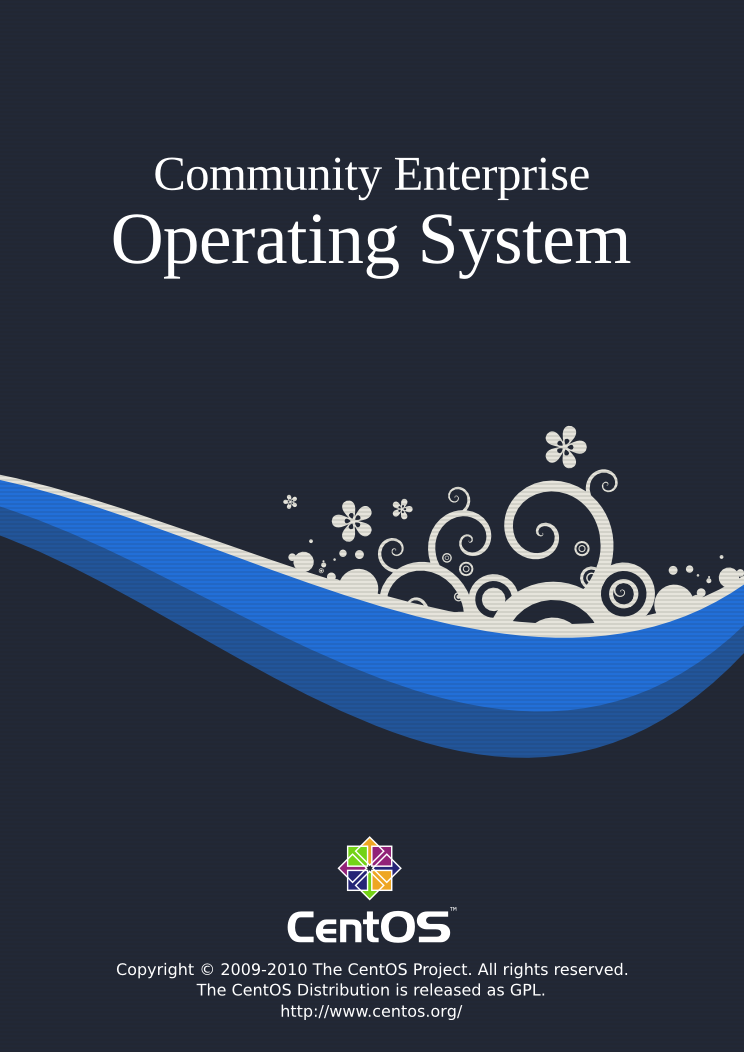 Community Enterprise
Operating System
CentOS™
Copyright © 2009-2010 The CentOS Project. All rights reserved.
The CentOS Distribution is released as GPL.
http://www.centos.org/